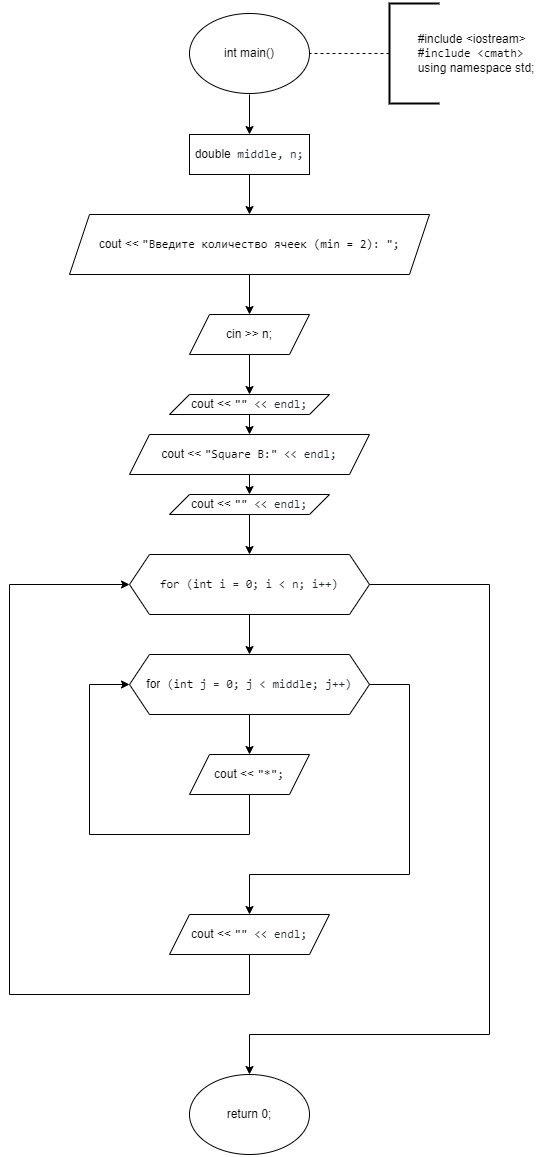 int main()
#include <iostream>
#include <cmath>
using namespace std;
double middle, n;
cout << "Введите количество ячеек (min = 2): ";
cin >> n;
cout << "" << endl;
cout << "Square B:" << endl;
cout << "" << endl;
for (int i = 0; i < n; i++)
for (int j = 0; j < middle; j++)
cout << "*";
cout << "" << endl;
return 0;